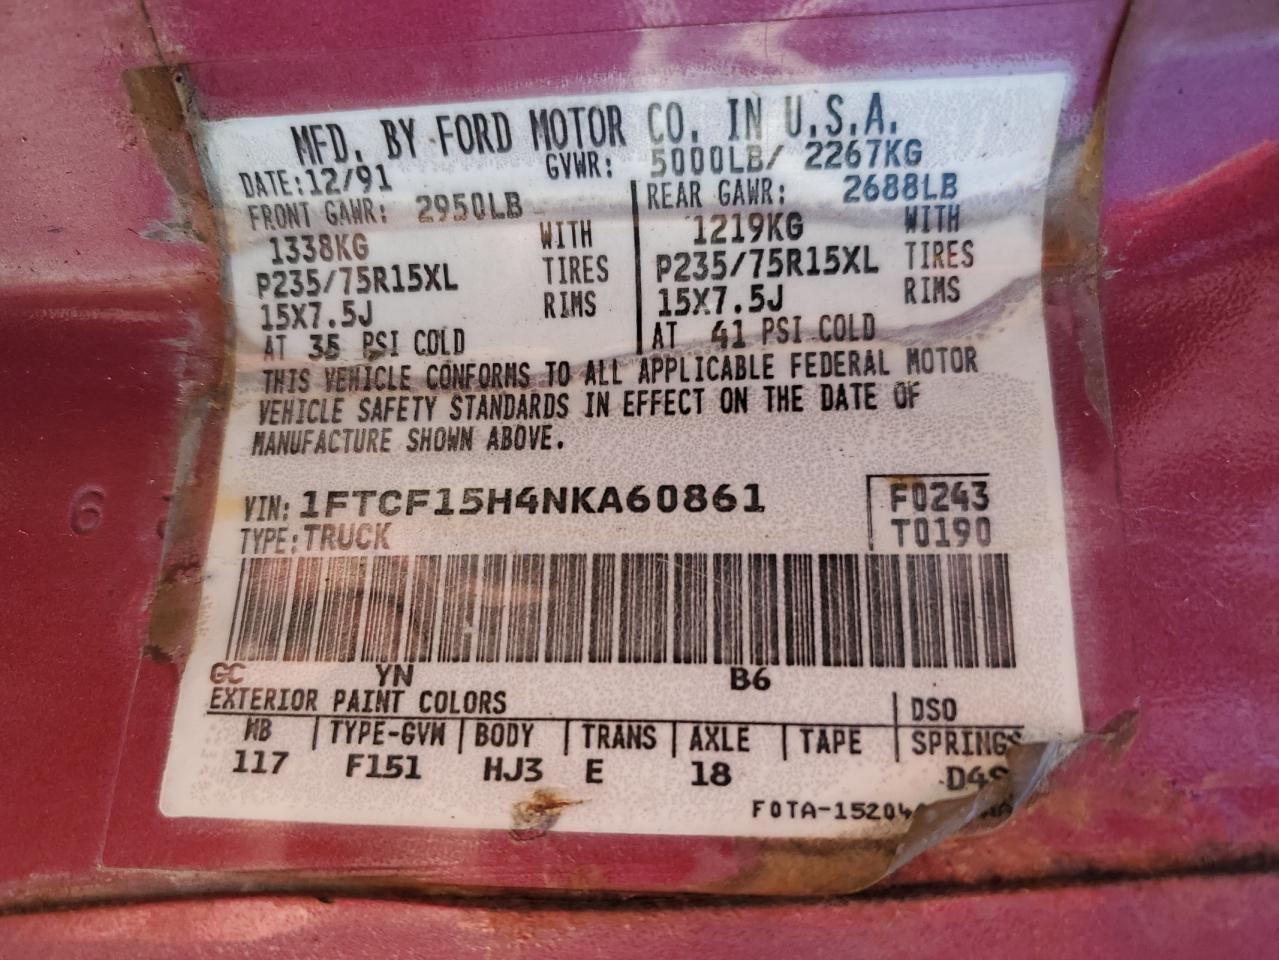 MFD. BY FORD MOTOR CO. IN U.S.A.
DATE: 12/91 GVWR: 5000LB/ 2267KG
FRONT GAWR: 2950LB REAR GAWR: 2688LB
1338KG WITH 1219KG WITH
P235/75R15XL TIRES P235/75R15XL TIRES
15X7.5J RIMS 15X7.5J RIMS
AT 35 PSI COLD AT 41 PSI COLD
THIS VEHICLE CONFORMS TO ALL APPLICABLE FEDERAL MOTOR
VEHICLE SAFETY STANDARDS IN EFFECT ON THE DATE OF
MANUFACTURE SHOWN ABOVE.
VIN: 1FTCF15H4NKA60861 F0243
TYPE: TRUCK T0190
GC YN B6
EXTERIOR PAINT COLORS DSO
WB TYPE-GVW BODY TRANS AXLE TAPE SPRINGS
117 F151 HJ3 E 18
6